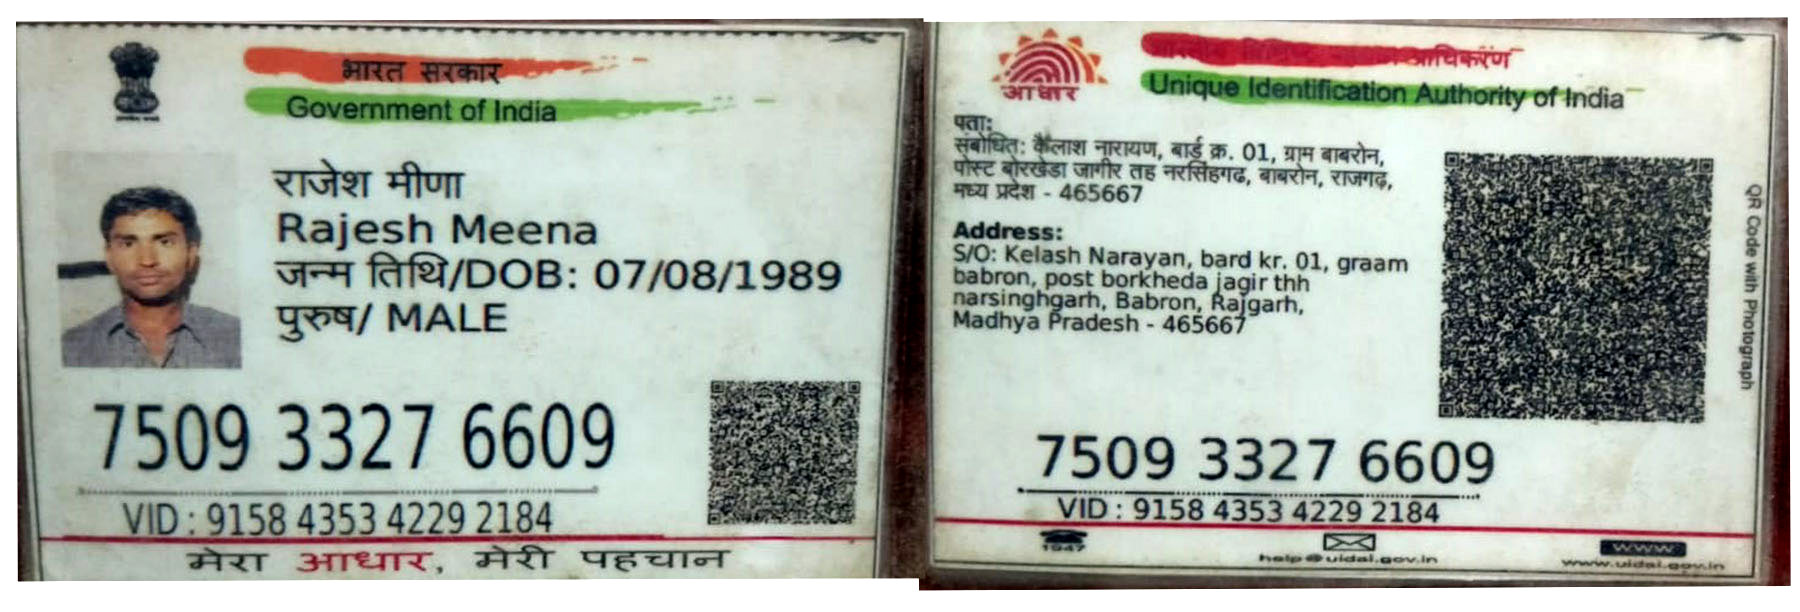 भारत सरकार
Government of India
राजेश मीणा
Rajesh Meena
जन्म तिथि/DOB: 07/08/1989
पुरुष/ MALE
7509 3327 6609
VID : 9158 4353 4229 2184
मेरा आधार, मेरी पहचान
आधिकरण
Unique Identification Authority of India
आधार
पता:
संबोधित: कैलाश नारायण, बार्ड क्र. 01, ग्राम बाबरोन,
पोस्ट बोरखेडा जागीर तह नरसिंहगढ, बाबरोन, राजगढ़,
मध्य प्रदेश - 465667
Address:
S/O: Kelash Narayan, bard kr. 01, graam
babron, post borkheda jagir thh
narsinghgarh, Babron, Rajgarh,
Madhya Pradesh - 465667
QR Code with Photograph
7509 3327 6609
VID : 9158 4353 4229 2184
1947
help@uidai.gov.in
www
www.uidai.gov.in